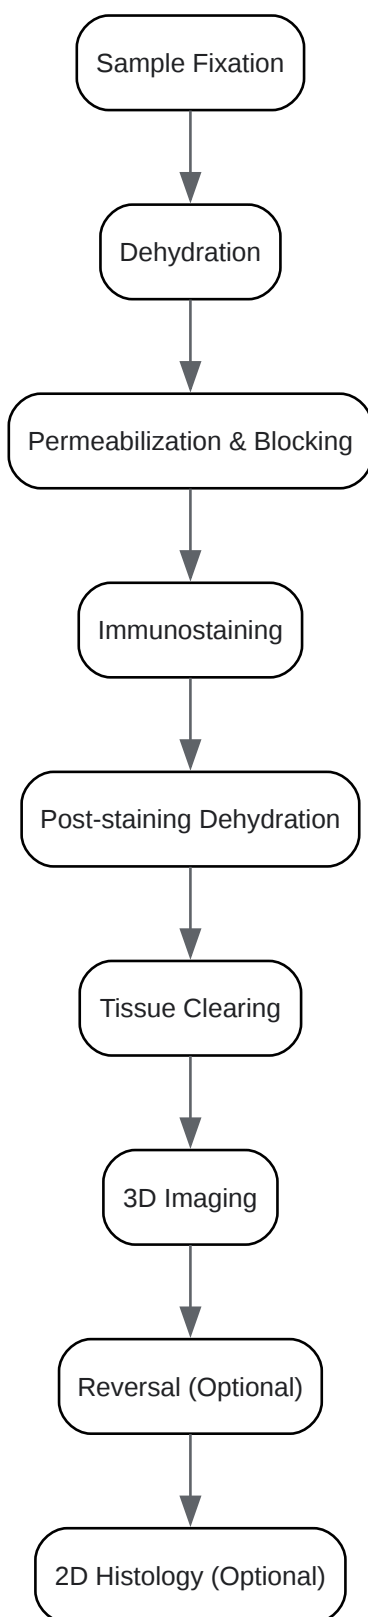 Sample Fixation
Dehydration
Permeabilization & Blocking
Immunostaining
Post-staining Dehydration
Tissue Clearing
3D Imaging
Reversal (Optional)
2D Histology (Optional)